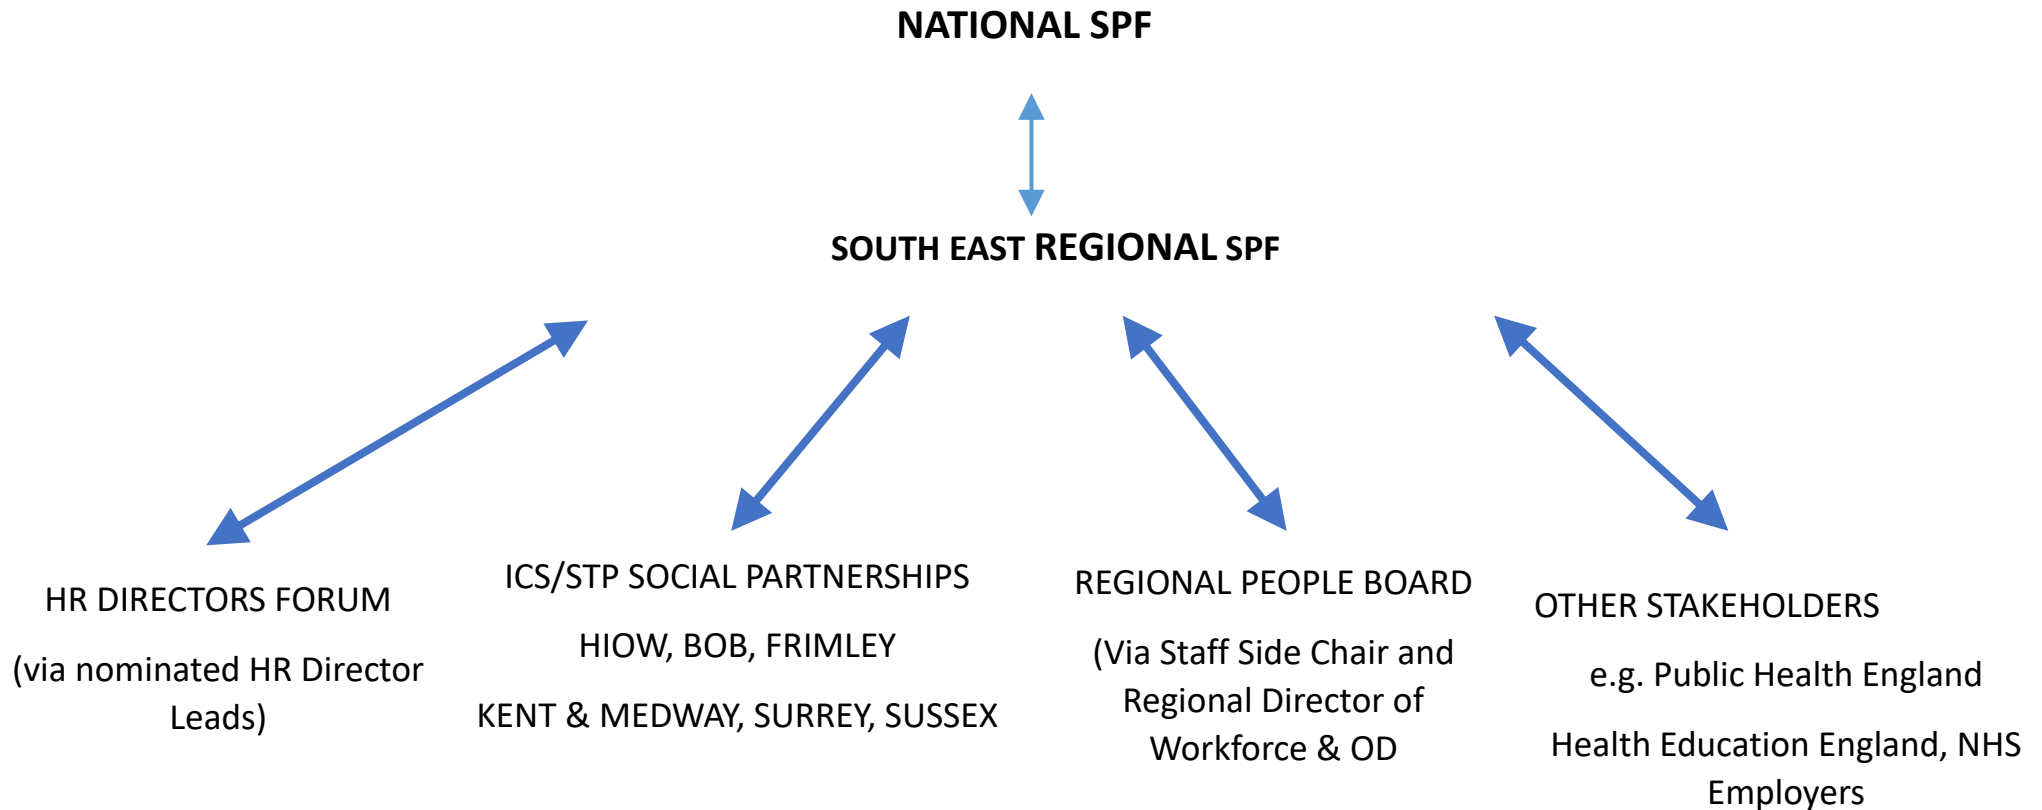 NATIONAL SPF
SOUTH EAST REGIONAL SPF
HR DIRECTORS FORUM
(via nominated HR Director
Leads)
ICS/STP SOCIAL PARTNERSHIPS
HIOW, BOB, FRIMLEY
KENT & MEDWAY, SURREY, SUSSEX
REGIONAL PEOPLE BOARD
(Via Staff Side Chair and
Regional Director of
Workforce & OD
OTHER STAKEHOLDERS
e.g. Public Health England
Health Education England, NHS
Employers